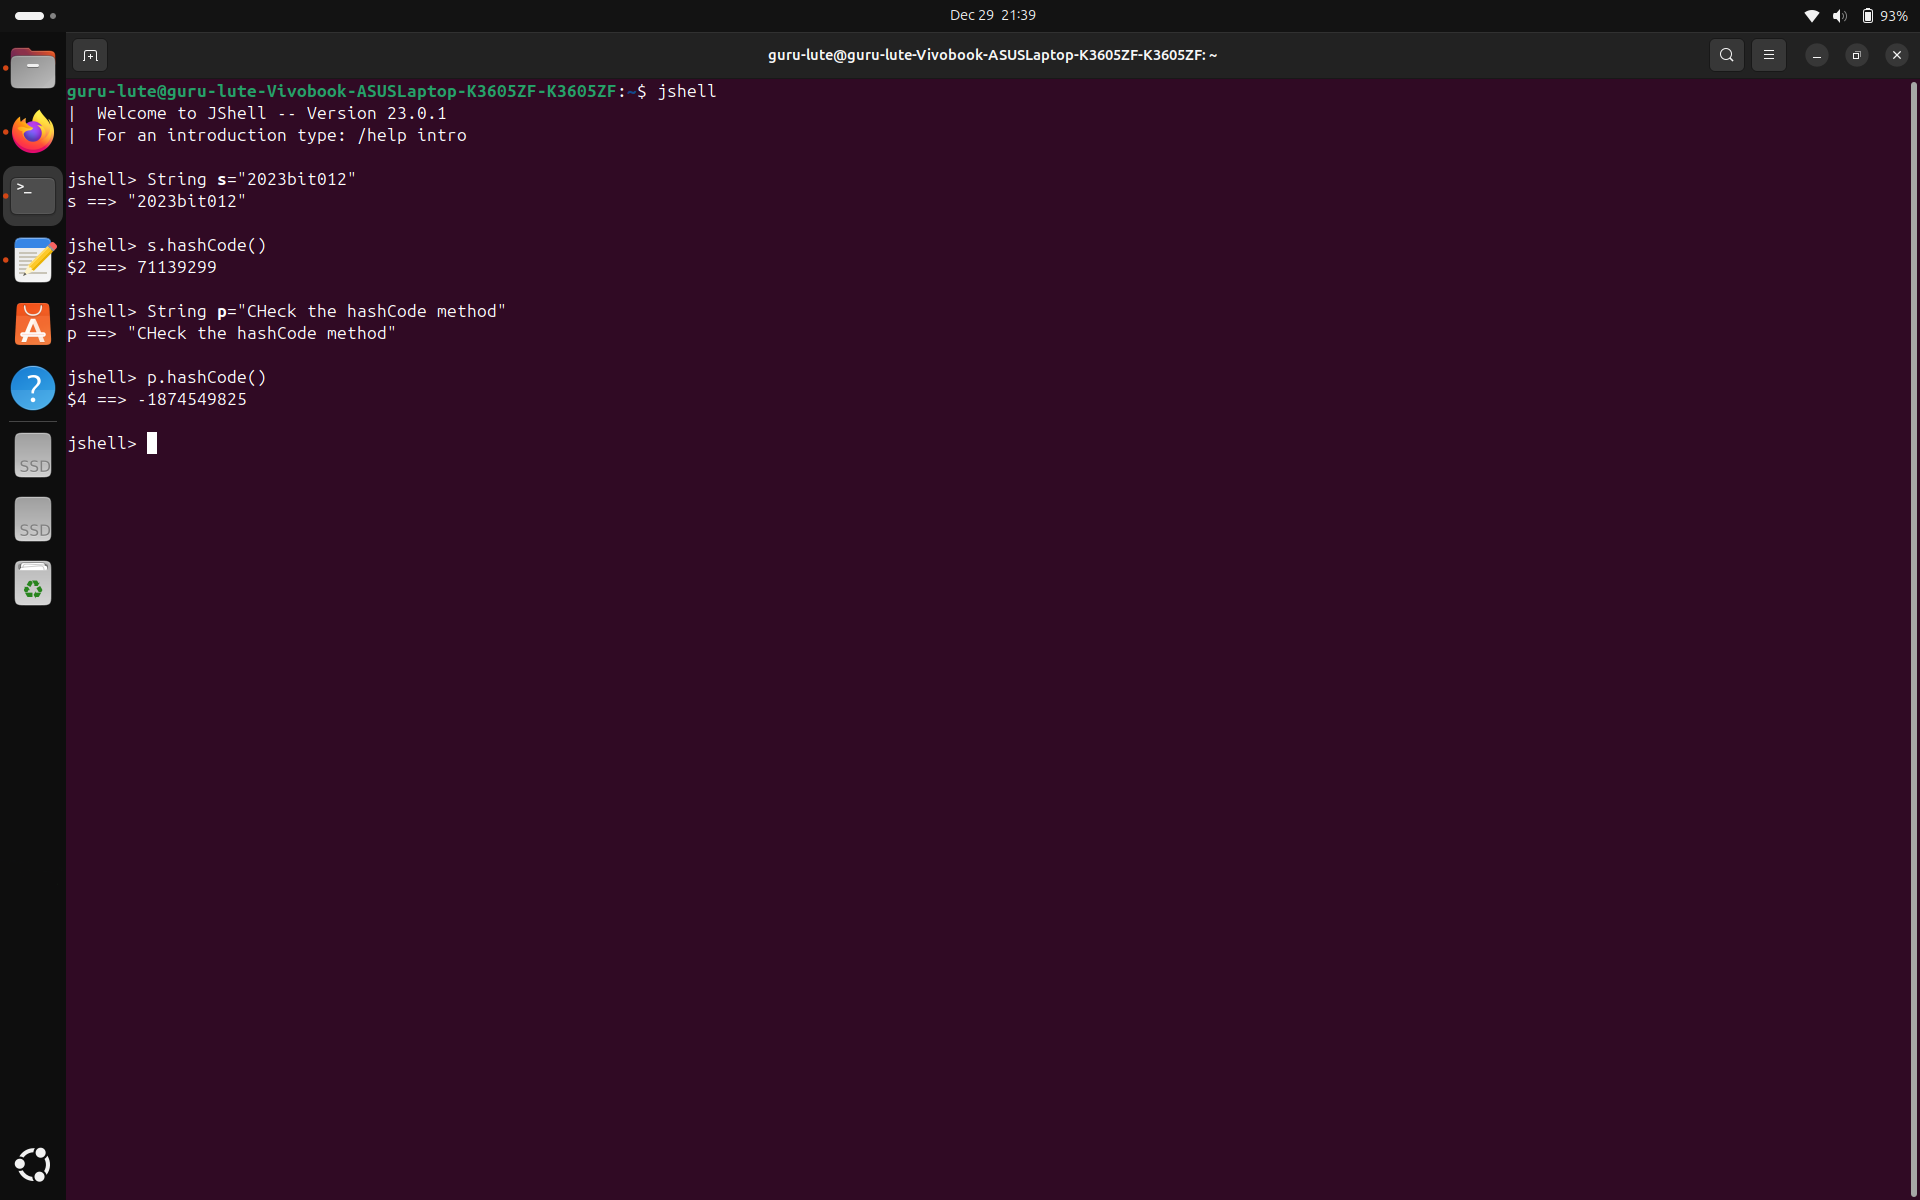 Dec 29 21:39
93%
guru-lute@guru-lute-Vivobook-ASUSLaptop-K3605ZF-K3605ZF: ~
guru-lute@guru-lute-Vivobook-ASUSLaptop-K3605ZF-K3605ZF:~$ jshell
| Welcome to JShell -- Version 23.0.1
| For an introduction type: /help intro
jshell> String s="2023bit012"
s ==> "2023bit012"
jshell> s.hashCode()
$2 ==> 71139299
jshell> String p="CHeck the hashCode method"
p ==> "CHeck the hashCode method"
jshell> p.hashCode()
$4 ==> -1874549825
jshell>
>_
A
?
SSD
SSD